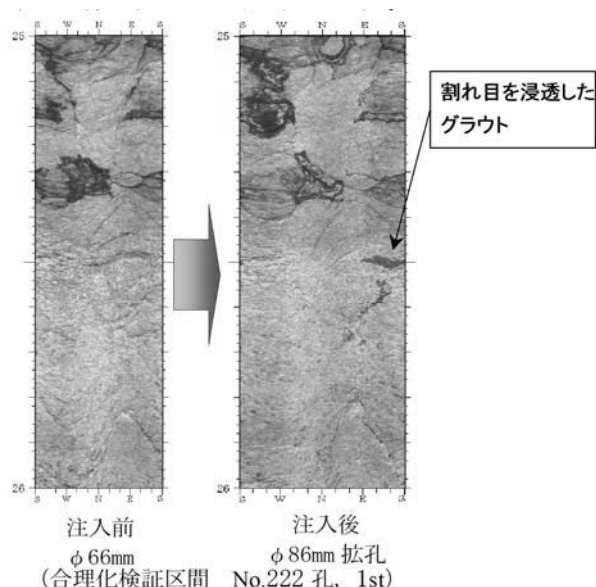 S W N E S
S W N E S
25
25
割れ目を浸透した
グラウト
26
26
S W N E S
S W N E S
注入前
φ66mm
注入後
φ86mm 拡孔
(合理化検証区間 No.222 孔, 1st)